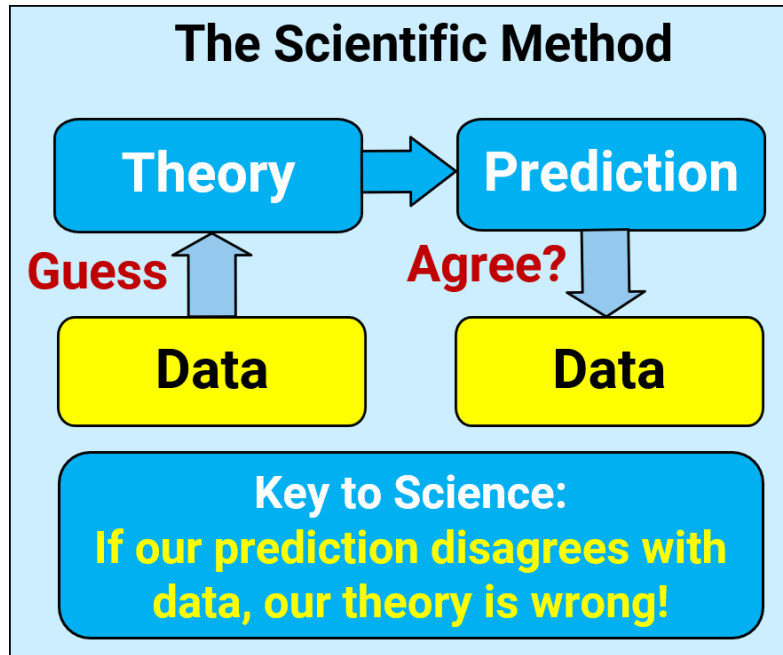 The Scientific Method
Theory
Prediction
Guess
Agree?
Data
Data
Key to Science:
If our prediction disagrees with
data, our theory is wrong!